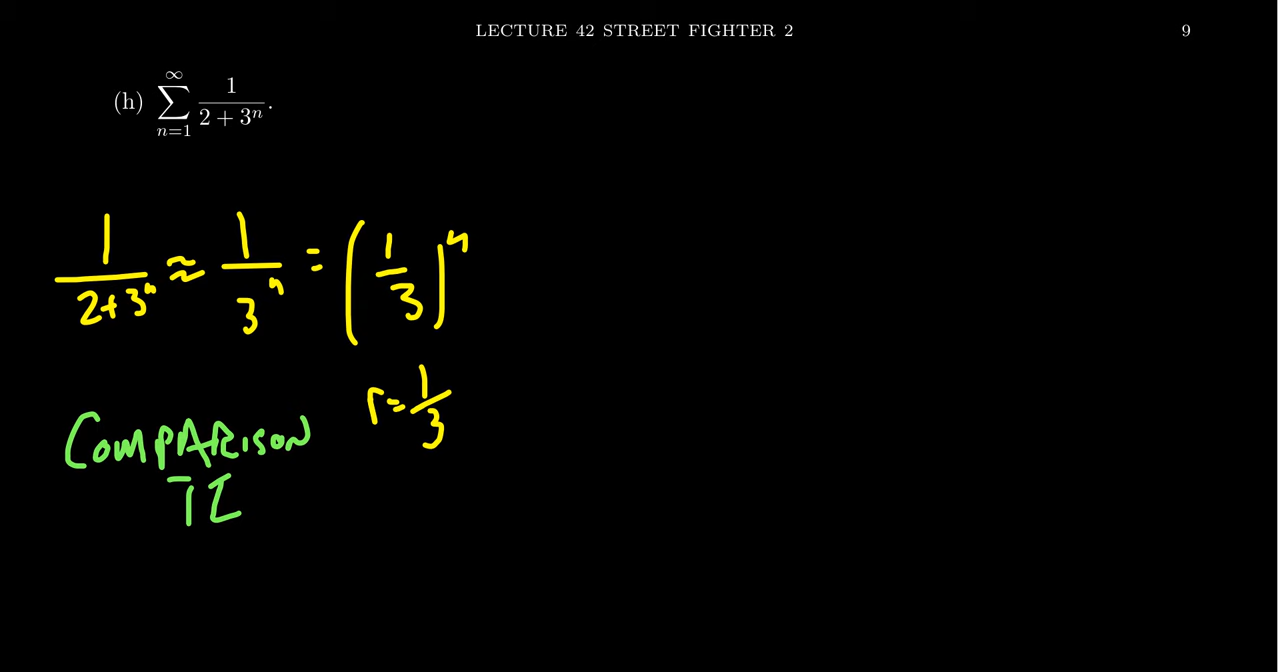 LECTURE 42 STREET FIGHTER 2 9
(h) ∑_{n=1}^{∞} 1/(2 + 3^n).
1/(2+3^n) ≈ 1/3^n = (1/3)^n
r = 1/3
COMPARISON